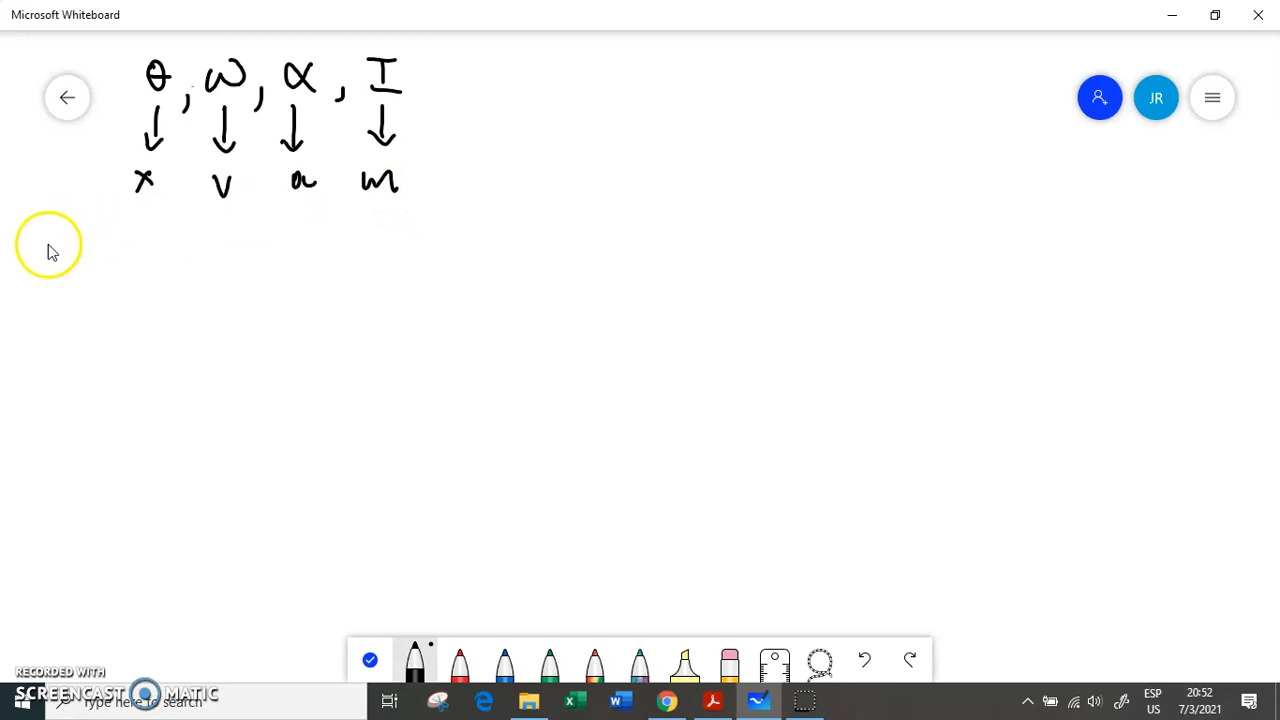 Microsoft Whiteboard
θ, ω, α, I
↓ ↓ ↓ ↓
x v a m
JR
RECORDED WITH
SCREENCAST MATIC
Type here to search
ESP
US
20:52
7/3/2021